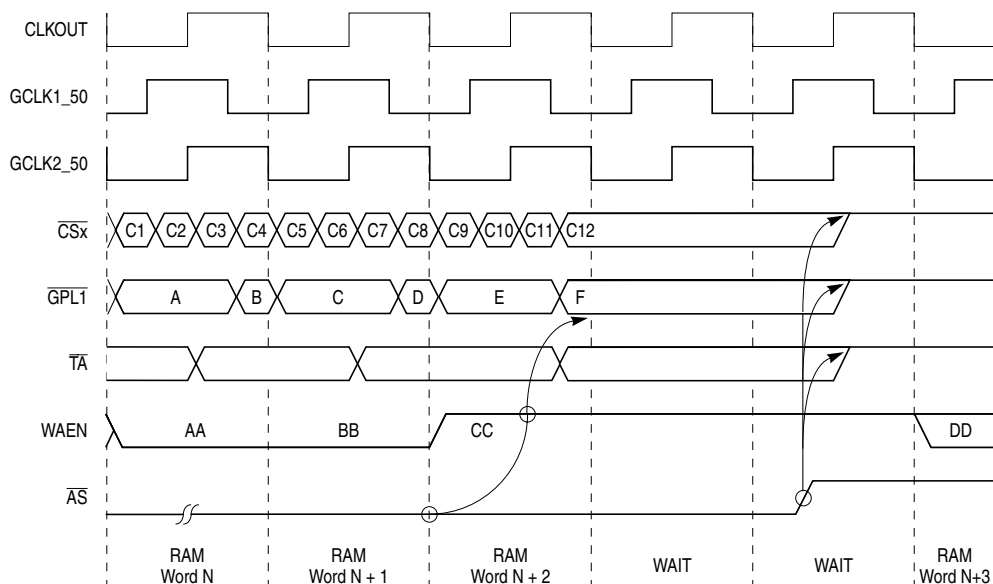 CLKOUT
GCLK1_50
GCLK2_50
CSx
C1 C2 C3 C4 C5 C6 C7 C8 C9 C10 C11 C12
GPL1
A B C D E F
TA
WAEN
AA BB CC DD
AS
RAM
Word N
RAM
Word N + 1
RAM
Word N + 2
WAIT
WAIT
RAM
Word N+3